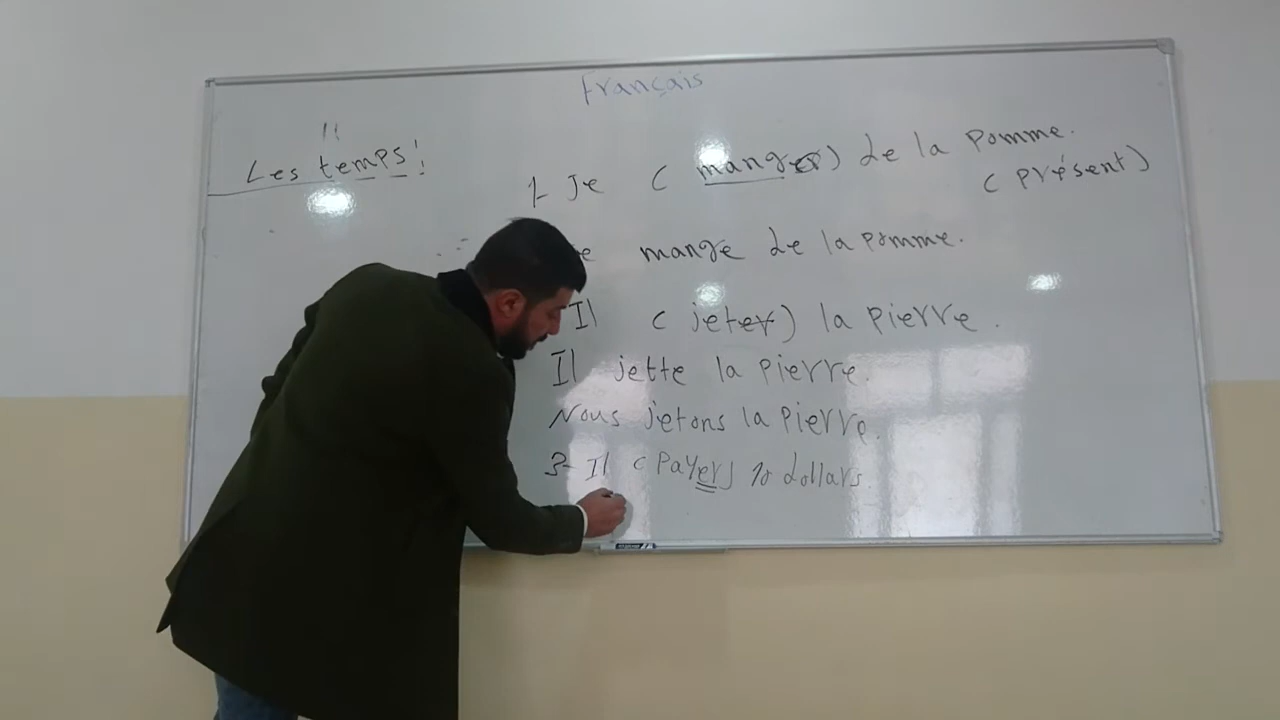 Français
Les temps:
1- Je (manger) de la Pomme.
(Présent)
mange de la pomme.
Il (jeter) la pierre.
Il jette la pierre.
Nous jetons la pierre.
3- Il (Payer) 10 dollars.